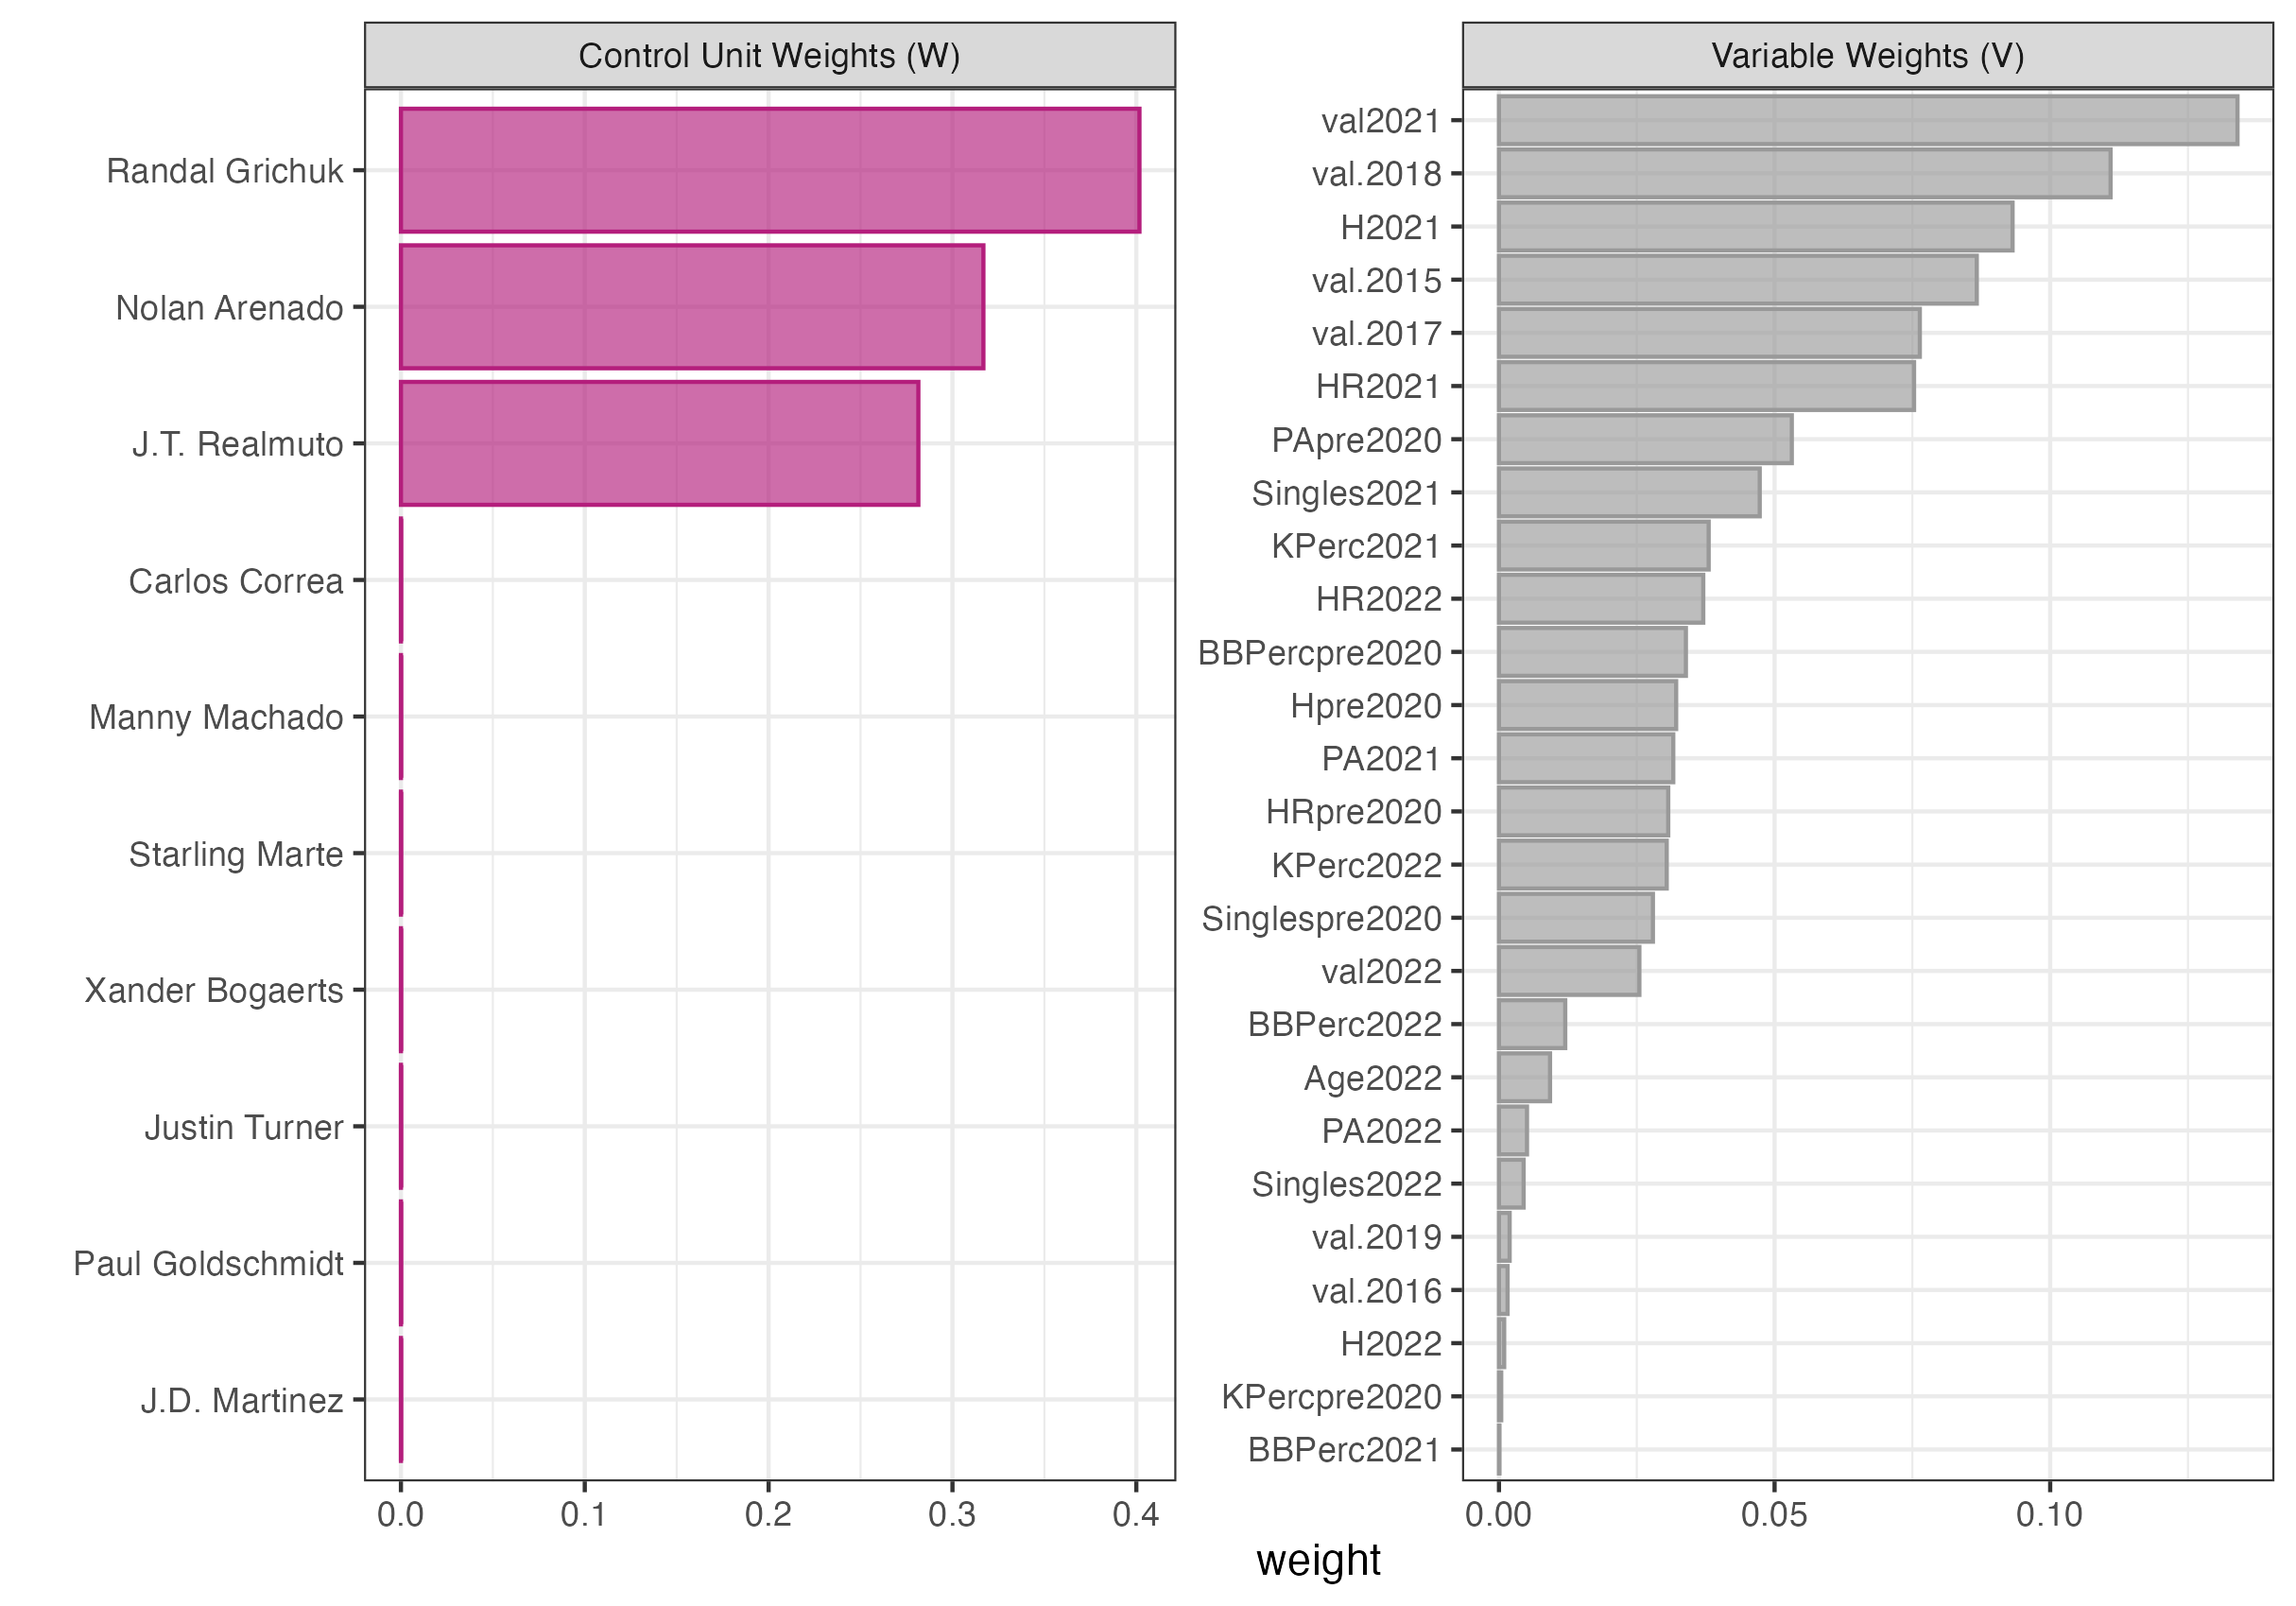 Control Unit Weights (W)
Randal Grichuk
Nolan Arenado
J.T. Realmuto
Carlos Correa
Manny Machado
Starling Marte
Xander Bogaerts
Justin Turner
Paul Goldschmidt
J.D. Martinez
0.0 0.1 0.2 0.3 0.4
Variable Weights (V)
val2021
val.2018
H2021
val.2015
val.2017
HR2021
PApre2020
Singles2021
KPerc2021
HR2022
BBPercpre2020
Hpre2020
PA2021
HRpre2020
KPerc2022
Singlespre2020
val2022
BBPerc2022
Age2022
PA2022
Singles2022
val.2019
val.2016
H2022
KPercpre2020
BBPerc2021
0.00 0.05 0.10
weight